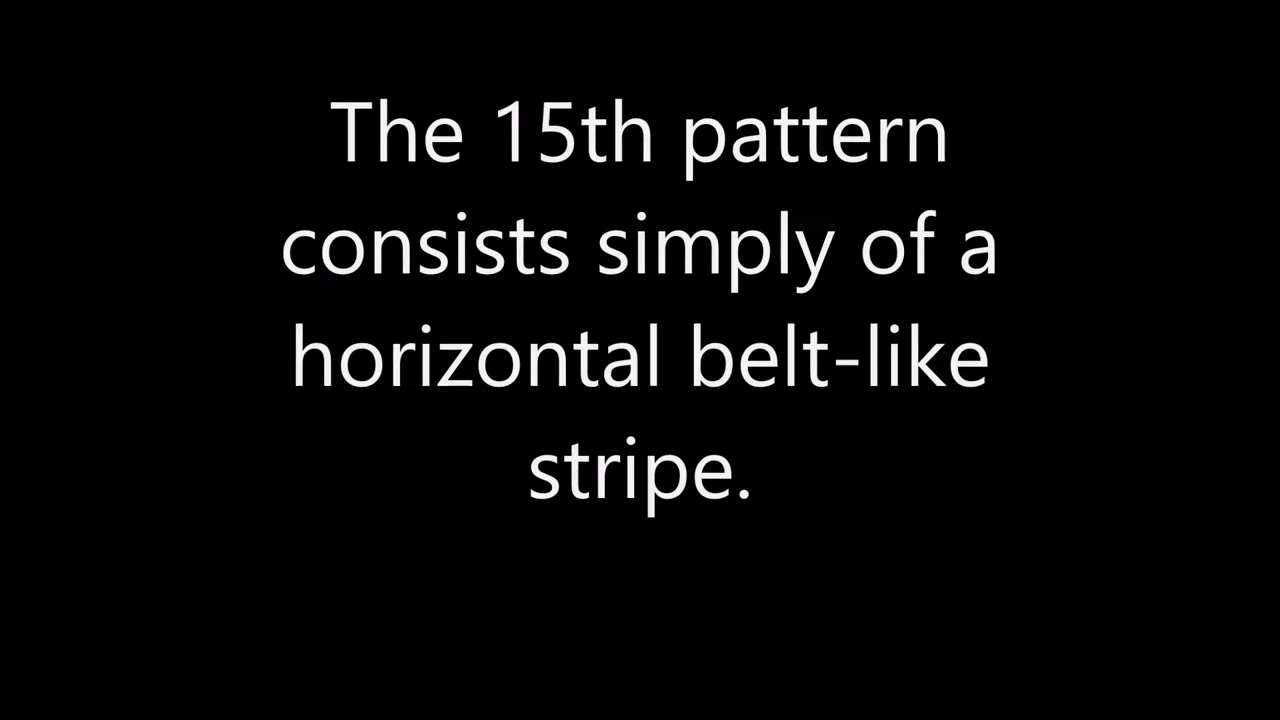 The 15th pattern
consists simply of a
horizontal belt-like
stripe.